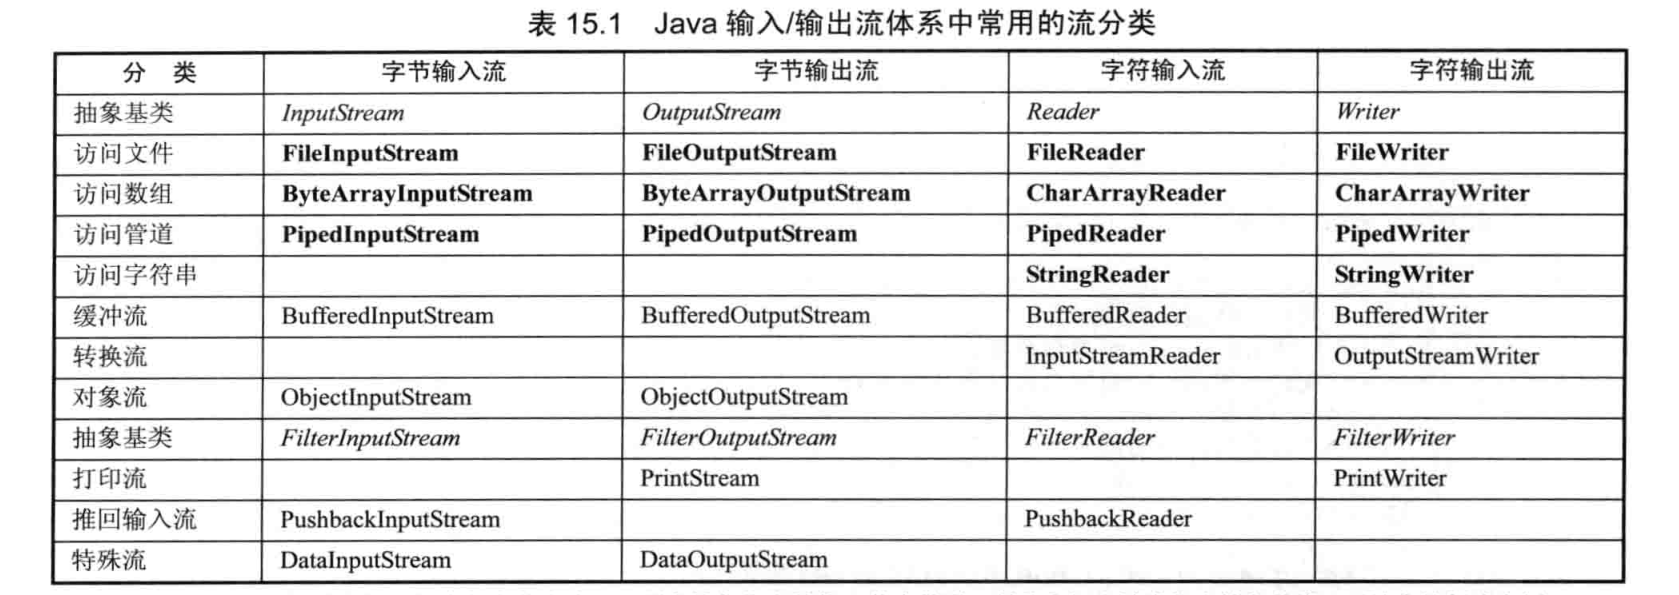 表 15.1 Java 输入/输出流体系中常用的流分类
分 类 字节输入流 字节输出流 字符输入流 字符输出流
抽象基类 InputStream OutputStream Reader Writer
访问文件 FileInputStream FileOutputStream FileReader FileWriter
访问数组 ByteArrayInputStream ByteArrayOutputStream CharArrayReader CharArrayWriter
访问管道 PipedInputStream PipedOutputStream PipedReader PipedWriter
访问字符串 StringReader StringWriter
缓冲流 BufferedInputStream BufferedOutputStream BufferedReader BufferedWriter
转换流 InputStreamReader OutputStreamWriter
对象流 ObjectInputStream ObjectOutputStream
抽象基类 FilterInputStream FilterOutputStream FilterReader FilterWriter
打印流 PrintStream PrintWriter
推回输入流 PushbackInputStream PushbackReader
特殊流 DataInputStream DataOutputStream